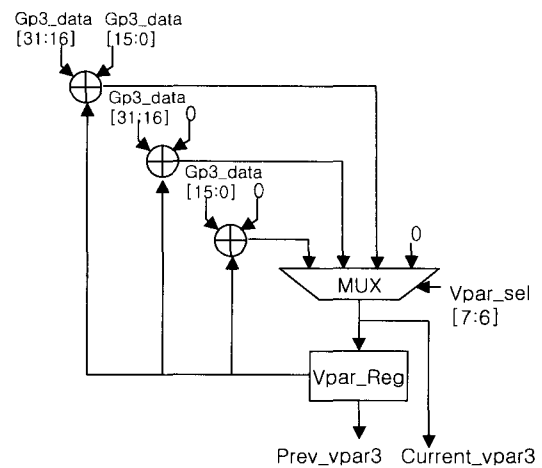 Gp3_data Gp3_data
[31:16] [15:0]
Gp3_data
[31:16] 0
Gp3_data
[15:0] 0
0
MUX
Vpar_sel
[7:6]
Vpar_Reg
Prev_vpar3 Current_vpar3